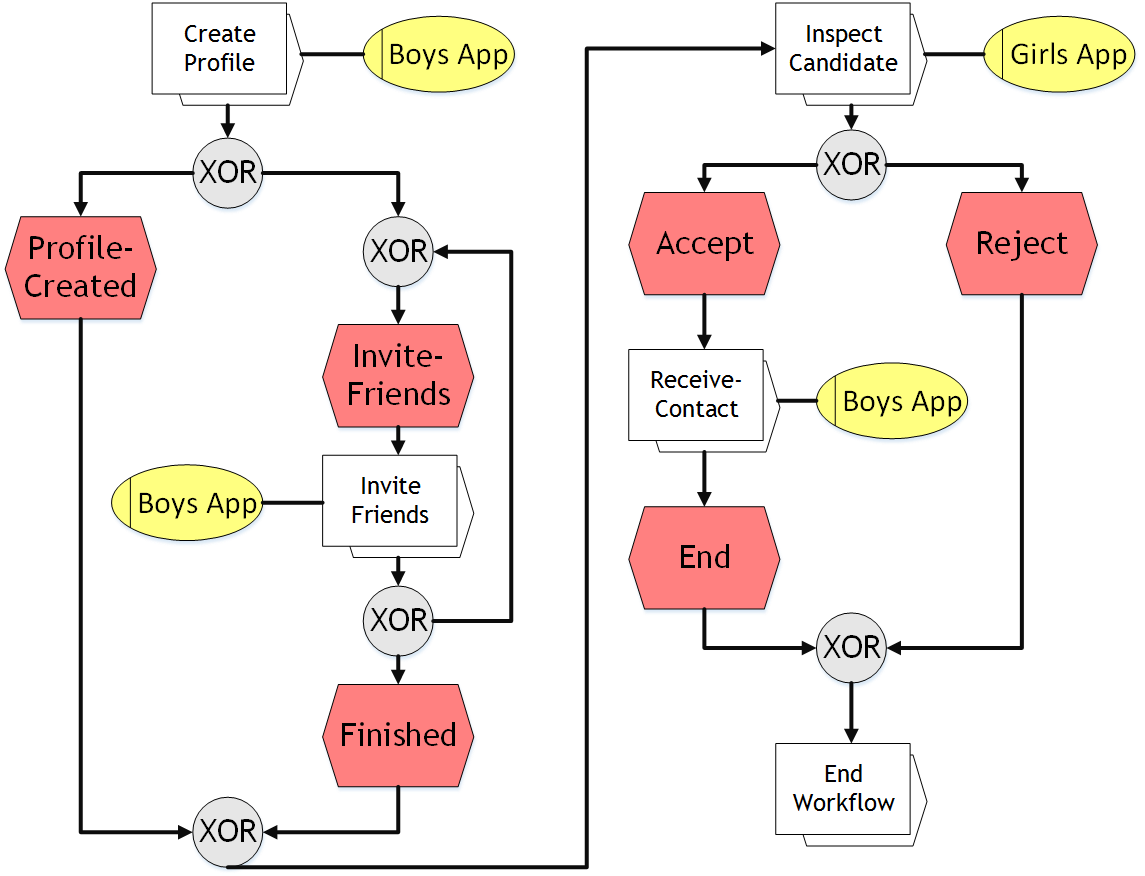 Create
Profile
Boys App
XOR
Profile-
Created
XOR
Invite-
Friends
Boys App
Invite
Friends
XOR
Finished
XOR
Inspect
Candidate
Girls App
XOR
Accept
Reject
Receive-
Contact
Boys App
End
XOR
End
Workflow